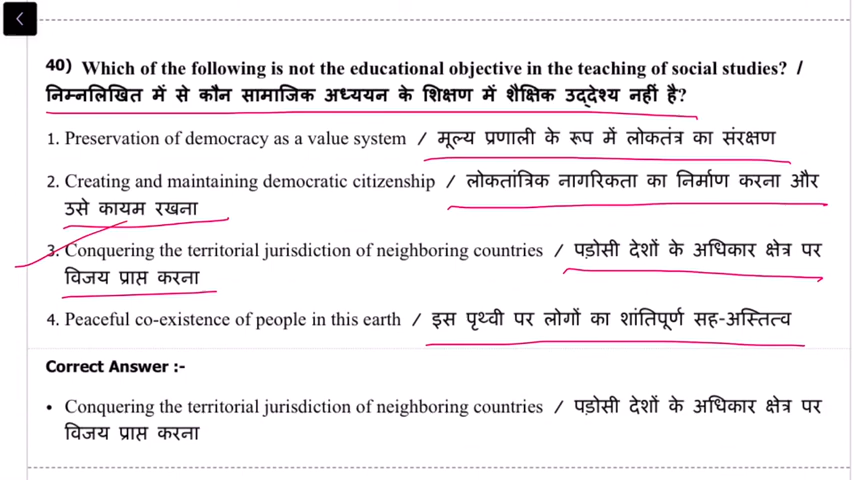 40) Which of the following is not the educational objective in the teaching of social studies? /
निम्नलिखित में से कौन सामाजिक अध्ययन के शिक्षण में शैक्षिक उद्देश्य नहीं है?
1. Preservation of democracy as a value system / मूल्य प्रणाली के रूप में लोकतंत्र का संरक्षण
2. Creating and maintaining democratic citizenship / लोकतांत्रिक नागरिकता का निर्माण करना और
उसे कायम रखना
3. Conquering the territorial jurisdiction of neighboring countries / पड़ोसी देशों के अधिकार क्षेत्र पर
विजय प्राप्त करना
4. Peaceful co-existence of people in this earth / इस पृथ्वी पर लोगों का शांतिपूर्ण सह-अस्तित्व
Correct Answer :-
• Conquering the territorial jurisdiction of neighboring countries / पड़ोसी देशों के अधिकार क्षेत्र पर
विजय प्राप्त करना